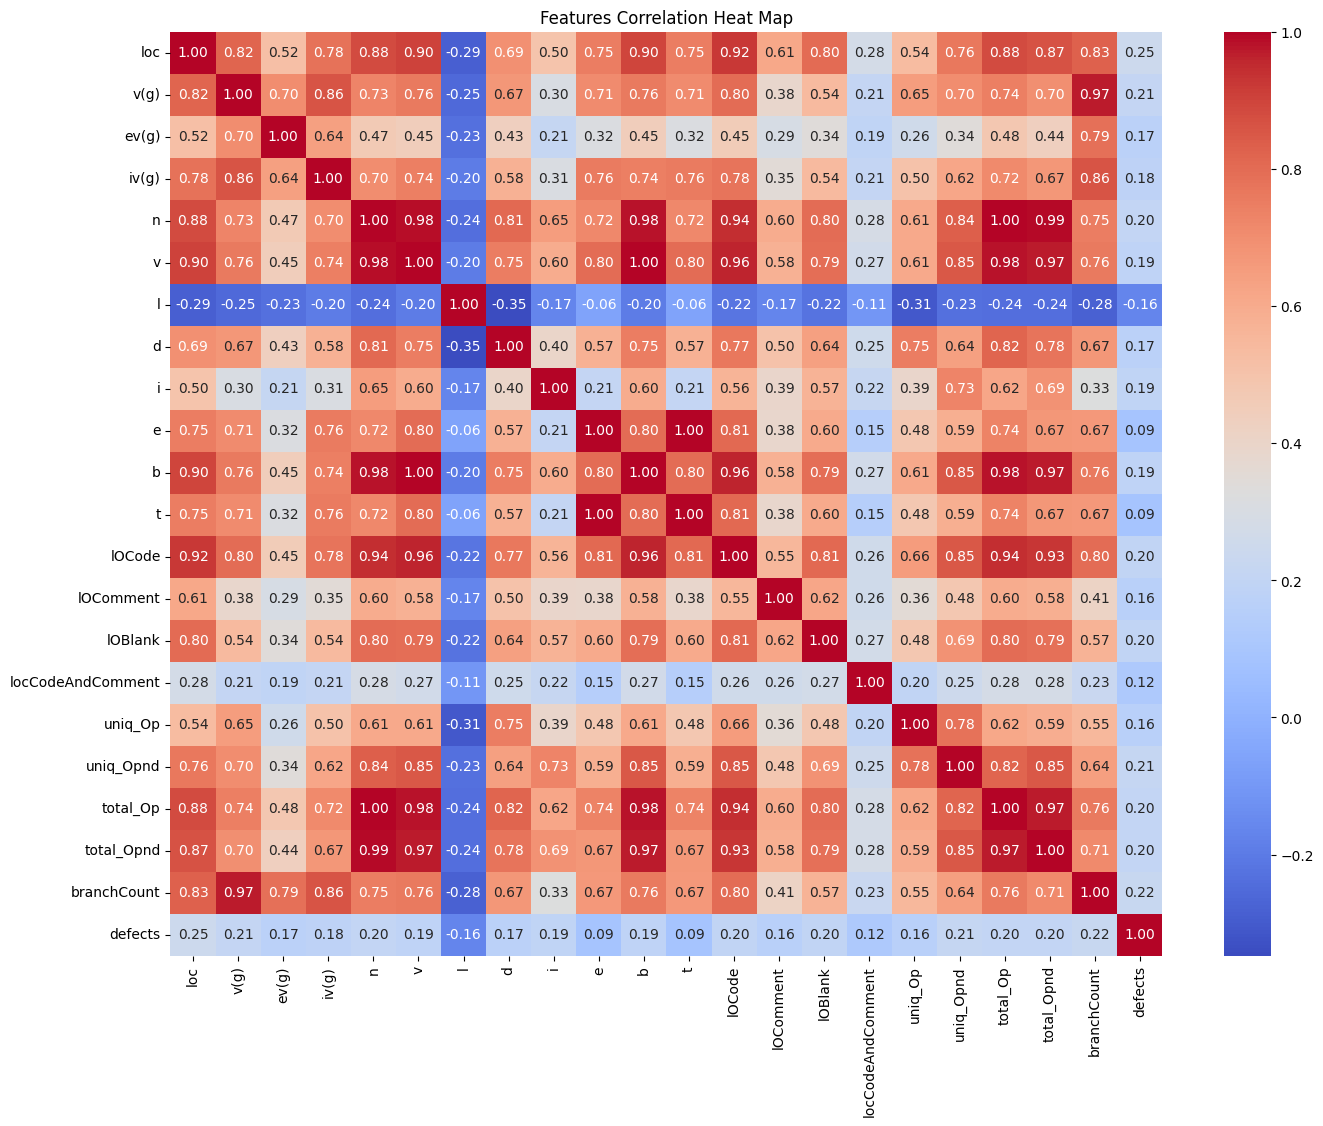 Features Correlation Heat Map
loc 1.00 0.82 0.52 0.78 0.88 0.90 -0.29 0.69 0.50 0.75 0.90 0.75 0.92 0.61 0.80 0.28 0.54 0.76 0.88 0.87 0.83 0.25
v(g) 0.82 1.00 0.70 0.86 0.73 0.76 -0.25 0.67 0.30 0.71 0.76 0.71 0.80 0.38 0.54 0.21 0.65 0.70 0.74 0.70 0.97 0.21
ev(g) 0.52 0.70 1.00 0.64 0.47 0.45 -0.23 0.43 0.21 0.32 0.45 0.32 0.45 0.29 0.34 0.19 0.26 0.34 0.48 0.44 0.79 0.17
iv(g) 0.78 0.86 0.64 1.00 0.70 0.74 -0.20 0.58 0.31 0.76 0.74 0.76 0.78 0.35 0.54 0.21 0.50 0.62 0.72 0.67 0.86 0.18
n 0.88 0.73 0.47 0.70 1.00 0.98 -0.24 0.81 0.65 0.72 0.98 0.72 0.94 0.60 0.80 0.28 0.61 0.84 1.00 0.99 0.75 0.20
v 0.90 0.76 0.45 0.74 0.98 1.00 -0.20 0.75 0.60 0.80 1.00 0.80 0.96 0.58 0.79 0.27 0.61 0.85 0.98 0.97 0.76 0.19
l -0.29 -0.25 -0.23 -0.20 -0.24 -0.20 1.00 -0.35 -0.17 -0.06 -0.20 -0.06 -0.22 -0.17 -0.22 -0.11 -0.31 -0.23 -0.24 -0.24 -0.28 -0.16
d 0.69 0.67 0.43 0.58 0.81 0.75 -0.35 1.00 0.40 0.57 0.75 0.57 0.77 0.50 0.64 0.25 0.75 0.64 0.82 0.78 0.67 0.17
i 0.50 0.30 0.21 0.31 0.65 0.60 -0.17 0.40 1.00 0.21 0.60 0.21 0.56 0.39 0.57 0.22 0.39 0.73 0.62 0.69 0.33 0.19
e 0.75 0.71 0.32 0.76 0.72 0.80 -0.06 0.57 0.21 1.00 0.80 1.00 0.81 0.38 0.60 0.15 0.48 0.59 0.74 0.67 0.67 0.09
b 0.90 0.76 0.45 0.74 0.98 1.00 -0.20 0.75 0.60 0.80 1.00 0.80 0.96 0.58 0.79 0.27 0.61 0.85 0.98 0.97 0.76 0.19
t 0.75 0.71 0.32 0.76 0.72 0.80 -0.06 0.57 0.21 1.00 0.80 1.00 0.81 0.38 0.60 0.15 0.48 0.59 0.74 0.67 0.67 0.09
lOCode 0.92 0.80 0.45 0.78 0.94 0.96 -0.22 0.77 0.56 0.81 0.96 0.81 1.00 0.55 0.81 0.26 0.66 0.85 0.94 0.93 0.80 0.20
lOComment 0.61 0.38 0.29 0.35 0.60 0.58 -0.17 0.50 0.39 0.38 0.58 0.38 0.55 1.00 0.62 0.26 0.36 0.48 0.60 0.58 0.41 0.16
lOBlank 0.80 0.54 0.34 0.54 0.80 0.79 -0.22 0.64 0.57 0.60 0.79 0.60 0.81 0.62 1.00 0.27 0.48 0.69 0.80 0.79 0.57 0.20
locCodeAndComment 0.28 0.21 0.19 0.21 0.28 0.27 -0.11 0.25 0.22 0.15 0.27 0.15 0.26 0.26 0.27 1.00 0.20 0.25 0.28 0.28 0.23 0.12
uniq_Op 0.54 0.65 0.26 0.50 0.61 0.61 -0.31 0.75 0.39 0.48 0.61 0.48 0.66 0.36 0.48 0.20 1.00 0.78 0.62 0.59 0.55 0.16
uniq_Opnd 0.76 0.70 0.34 0.62 0.84 0.85 -0.23 0.64 0.73 0.59 0.85 0.59 0.85 0.48 0.69 0.25 0.78 1.00 0.82 0.85 0.64 0.21
total_Op 0.88 0.74 0.48 0.72 1.00 0.98 -0.24 0.82 0.62 0.74 0.98 0.74 0.94 0.60 0.80 0.28 0.62 0.82 1.00 0.97 0.76 0.20
total_Opnd 0.87 0.70 0.44 0.67 0.99 0.97 -0.24 0.78 0.69 0.67 0.97 0.67 0.93 0.58 0.79 0.28 0.59 0.85 0.97 1.00 0.71 0.20
branchCount 0.83 0.97 0.79 0.86 0.75 0.76 -0.28 0.67 0.33 0.67 0.76 0.67 0.80 0.41 0.57 0.23 0.55 0.64 0.76 0.71 1.00 0.22
defects 0.25 0.21 0.17 0.18 0.20 0.19 -0.16 0.17 0.19 0.09 0.19 0.09 0.20 0.16 0.20 0.12 0.16 0.21 0.20 0.20 0.22 1.00
loc v(g) ev(g) iv(g) n v l d i e b t lOCode lOComment lOBlank locCodeAndComment uniq_Op uniq_Opnd total_Op total_Opnd branchCount defects
1.0
0.8
0.6
0.4
0.2
0.0
−0.2